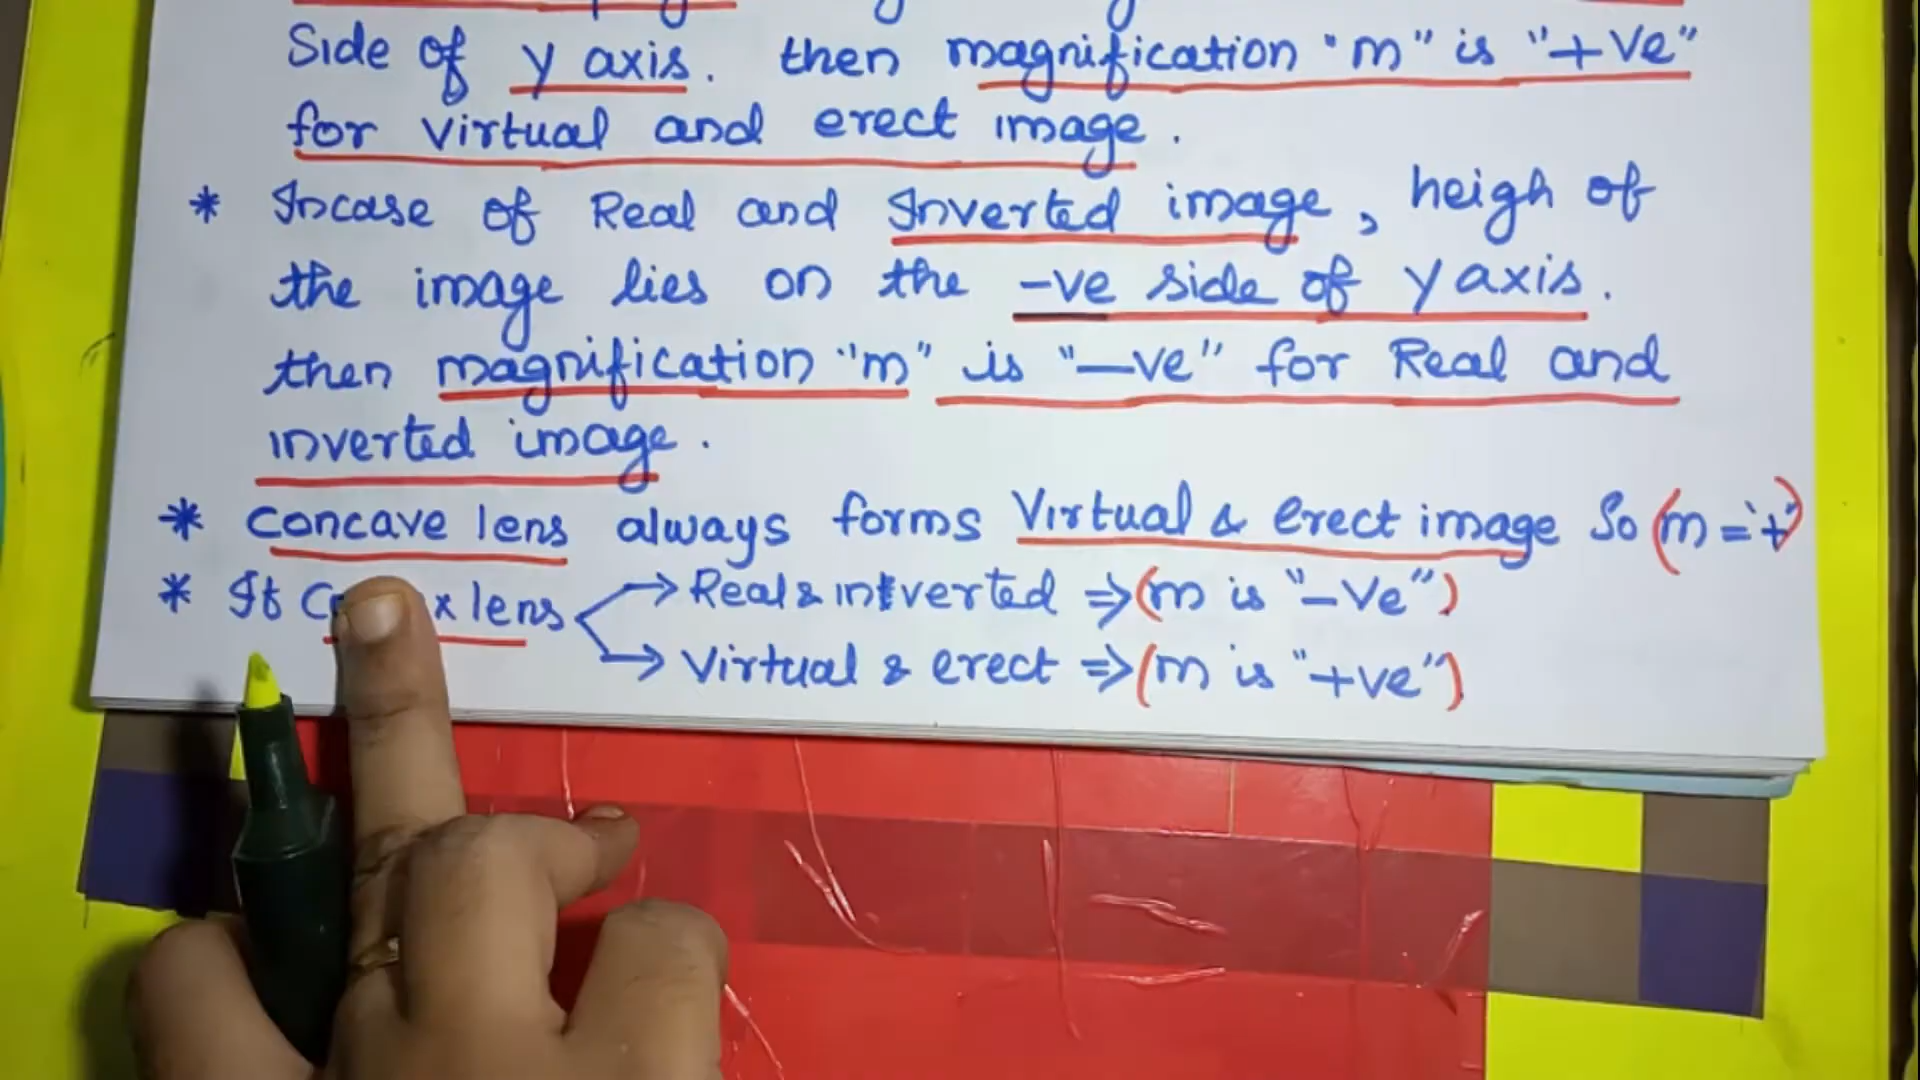 Side of y axis. then magnification "m" is "+ve"
for virtual and erect image.
* Incase of Real and Inverted image, heigh of
the image lies on the -ve side of y axis.
then magnification "m" is "-ve" for Real and
inverted image.
* Concave lens always forms Virtual & erect image So (m = '+')
* If lens → Real & intverted ⇒ (m is "-ve")
→ Virtual & erect ⇒ (m is "+ve")